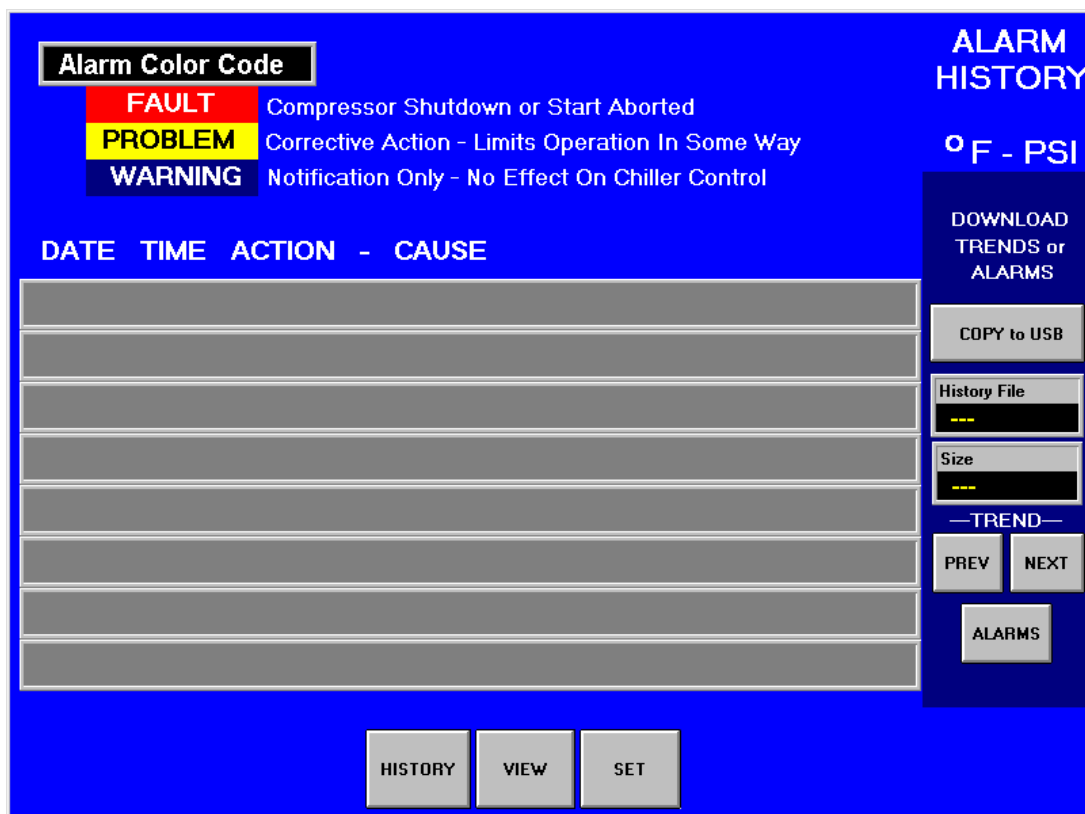 Alarm Color Code
FAULT Compressor Shutdown or Start Aborted
PROBLEM Corrective Action - Limits Operation In Some Way
WARNING Notification Only - No Effect On Chiller Control
DATE TIME ACTION - CAUSE
ALARM
HISTORY
°F - PSI
DOWNLOAD
TRENDS or
ALARMS
COPY to USB
History File
---
Size
---
—TREND—
PREV NEXT
ALARMS
HISTORY VIEW SET